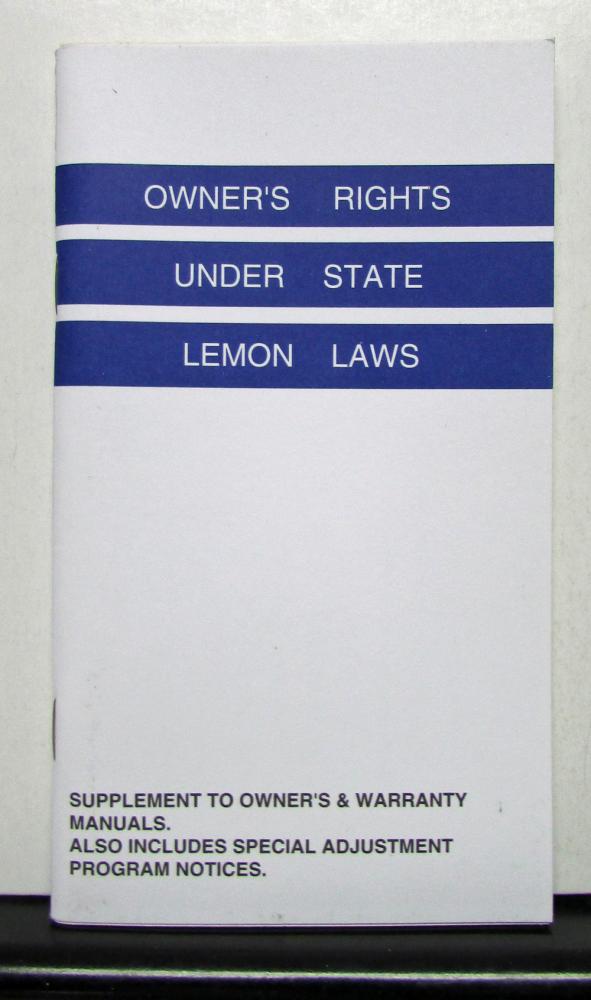 OWNER'S RIGHTS
UNDER STATE
LEMON LAWS
SUPPLEMENT TO OWNER'S & WARRANTY
MANUALS.
ALSO INCLUDES SPECIAL ADJUSTMENT
PROGRAM NOTICES.